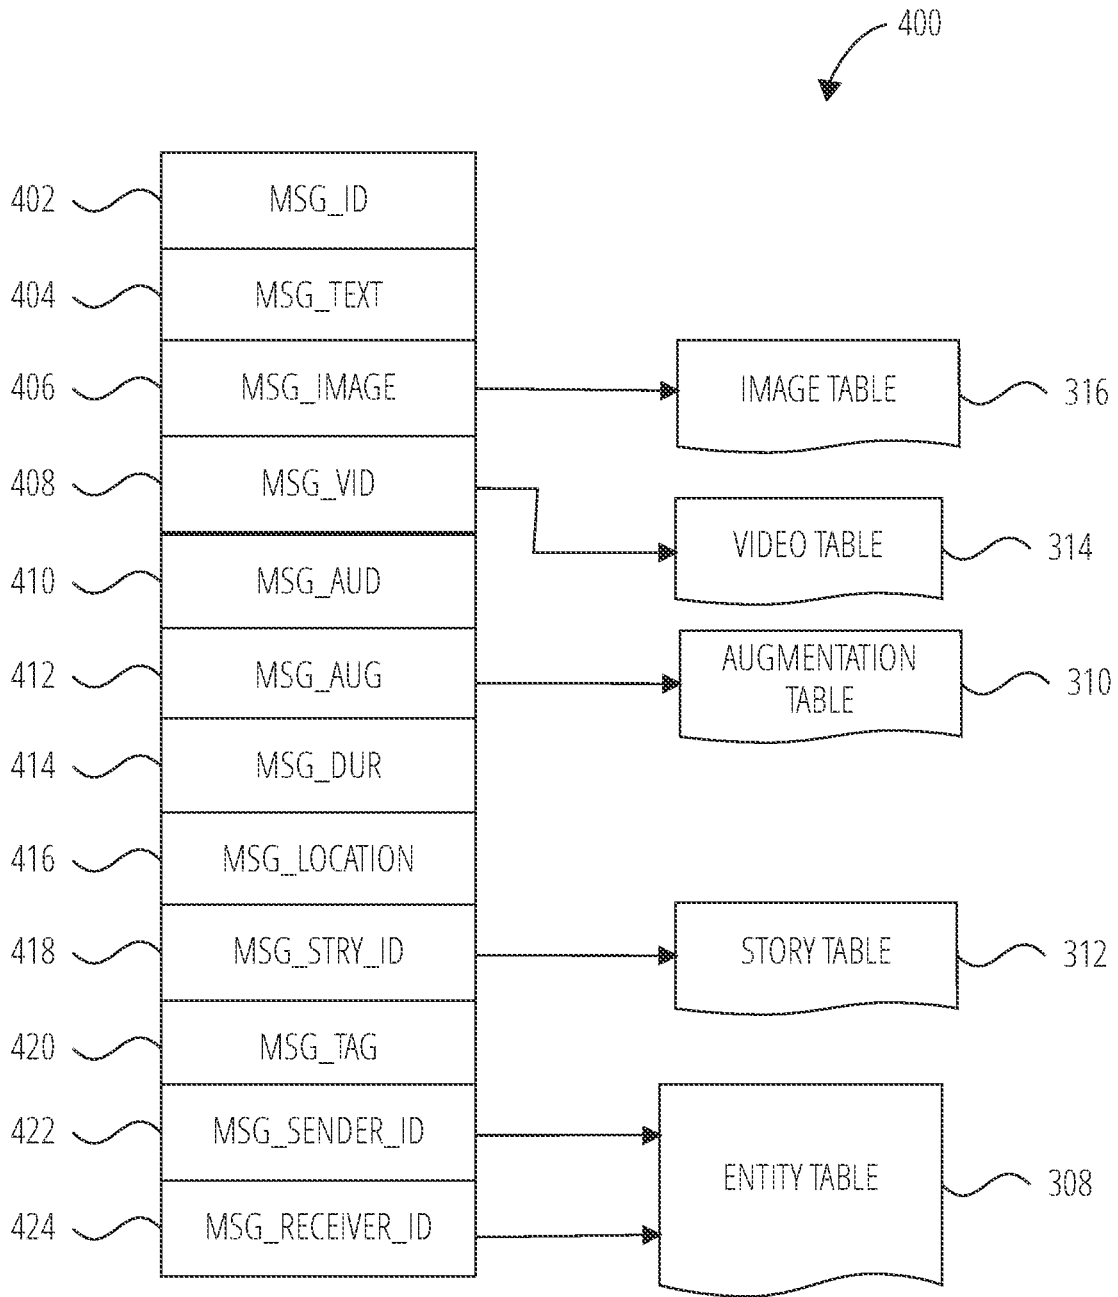 400
402 MSG_ID
404 MSG_TEXT
406 MSG_IMAGE IMAGE TABLE 316
408 MSG_VID VIDEO TABLE 314
410 MSG_AUD
412 MSG_AUG AUGMENTATION
TABLE 310
414 MSG_DUR
416 MSG_LOCATION
418 MSG_STRY_ID STORY TABLE 312
420 MSG_TAG
422 MSG_SENDER_ID
ENTITY TABLE 308
424 MSG_RECEIVER_ID